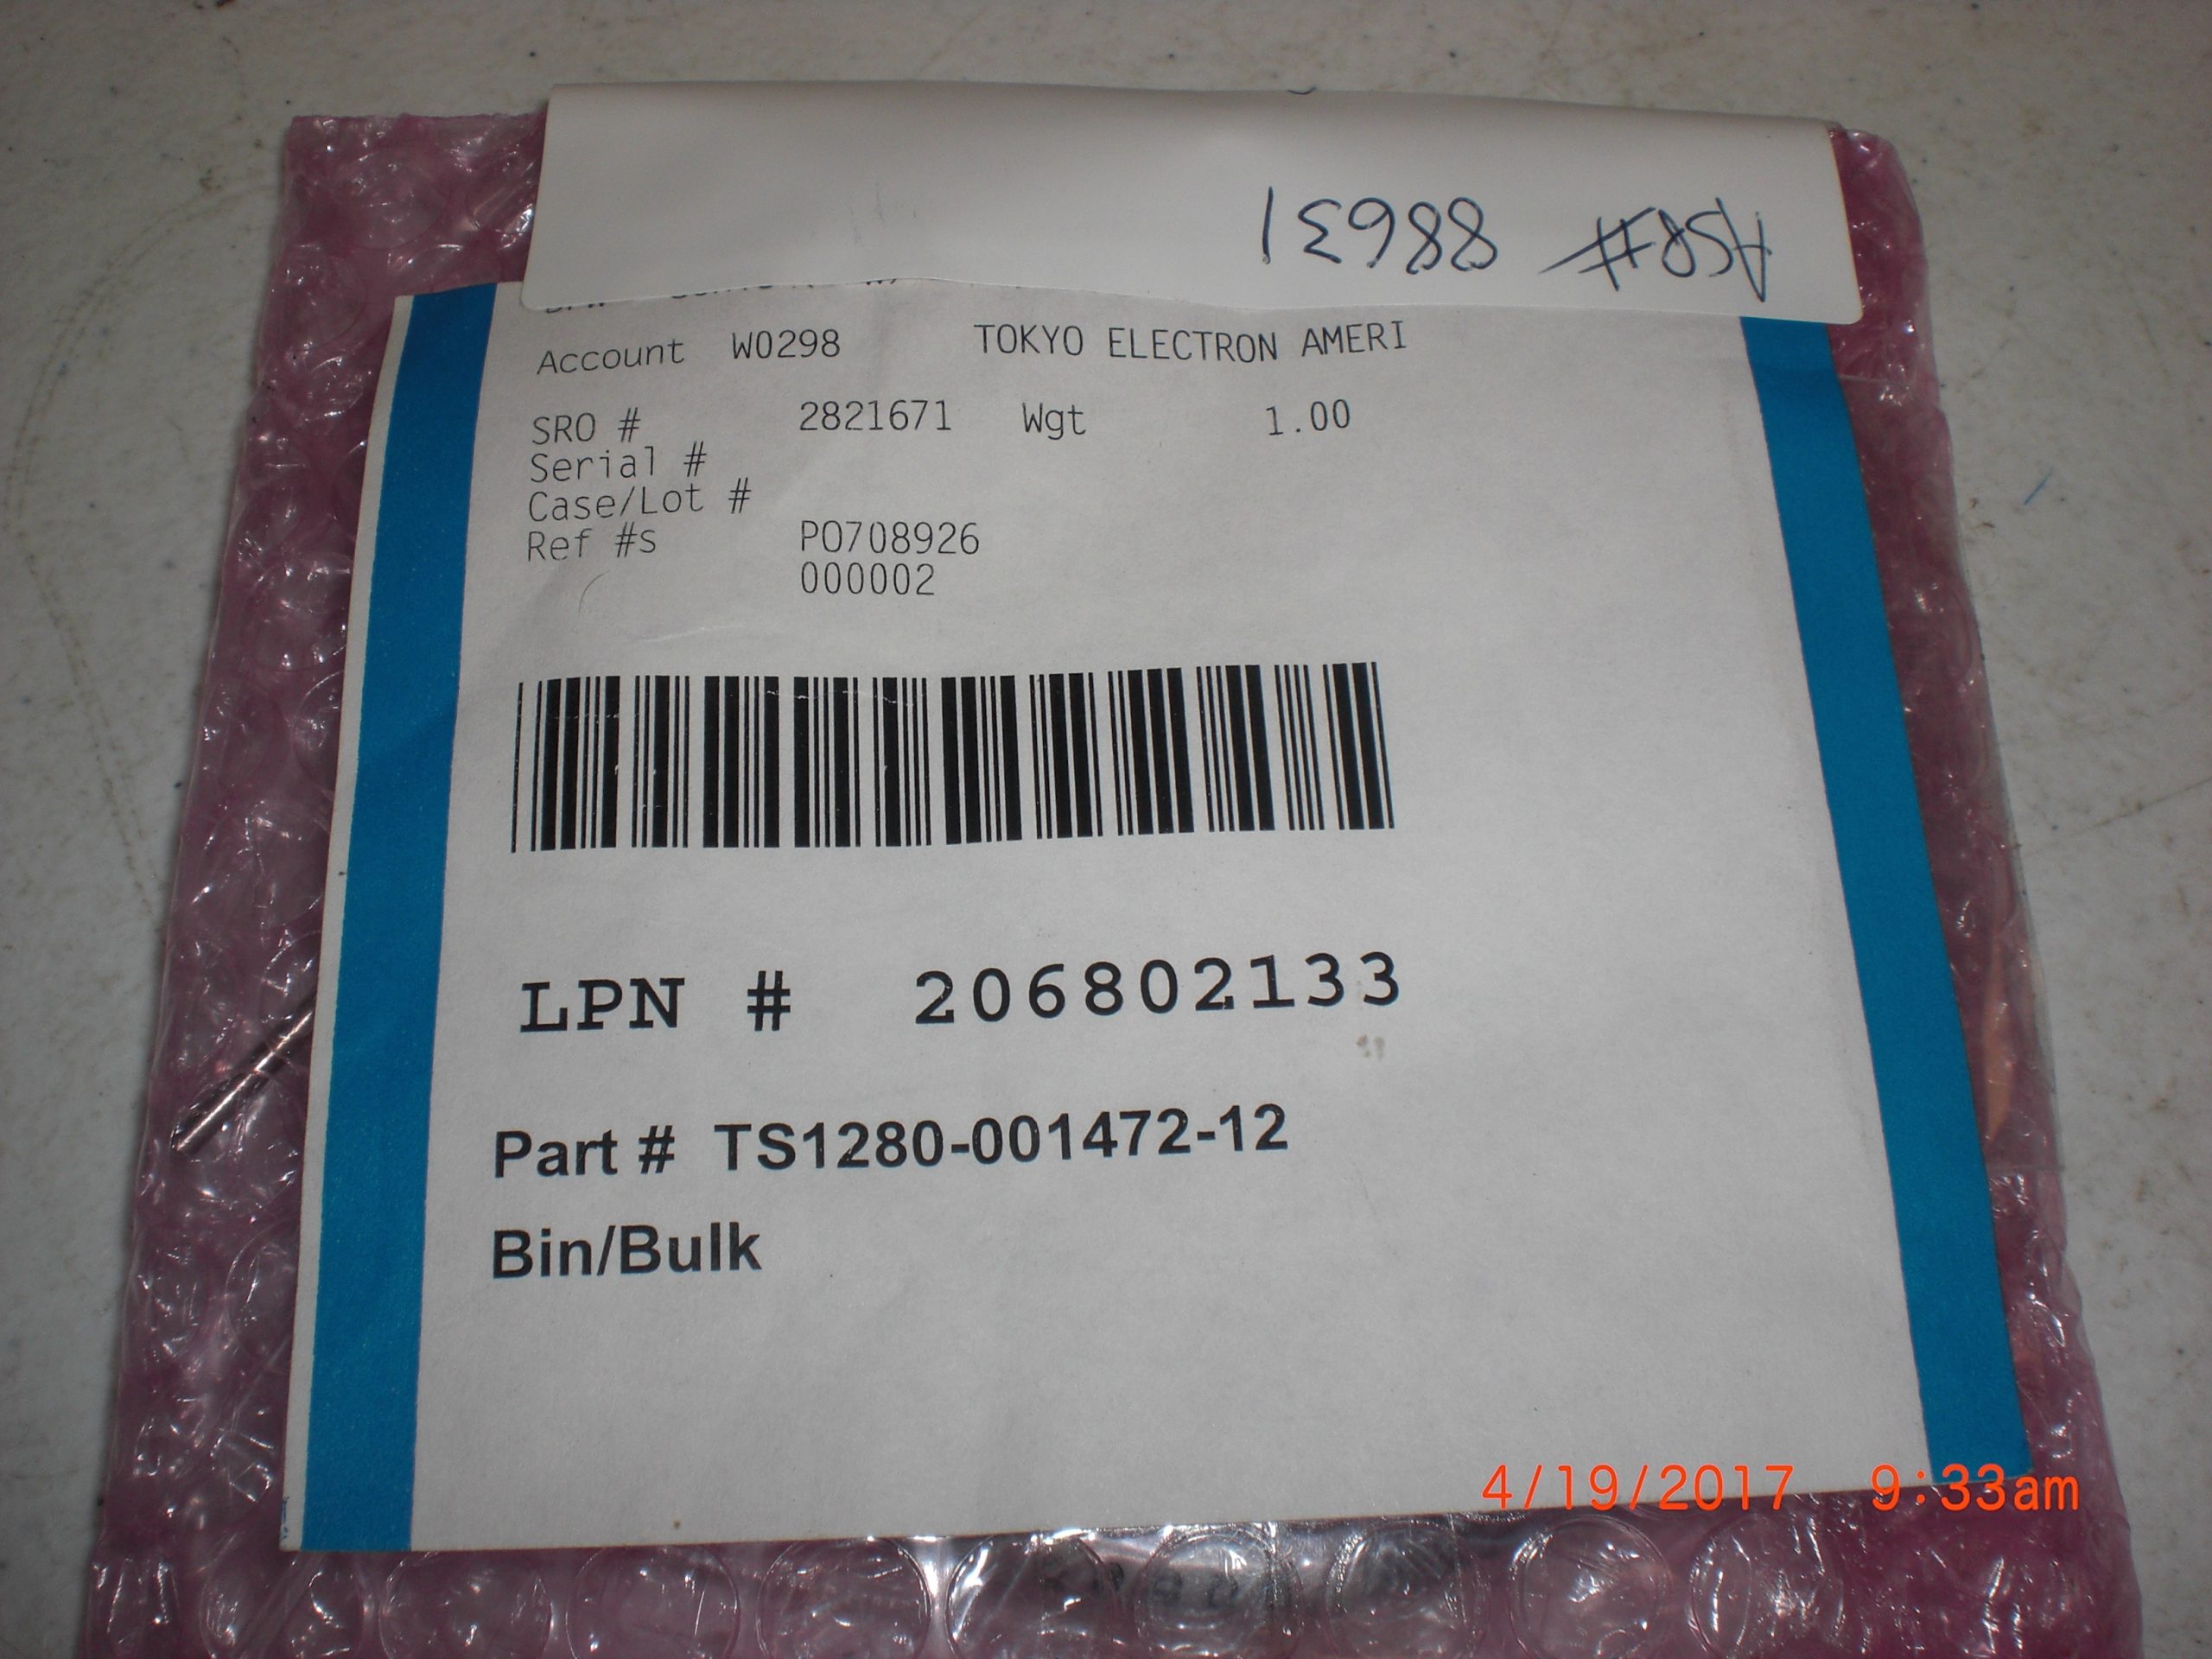 ASR# 88631
Account W0298 TOKYO ELECTRON AMERI
SRO # 2821671 Wgt 1.00
Serial #
Case/Lot #
Ref #s PO708926
000002
LPN # 206802133
Part # TS1280-001472-12
Bin/Bulk
4/19/2017 9:33am